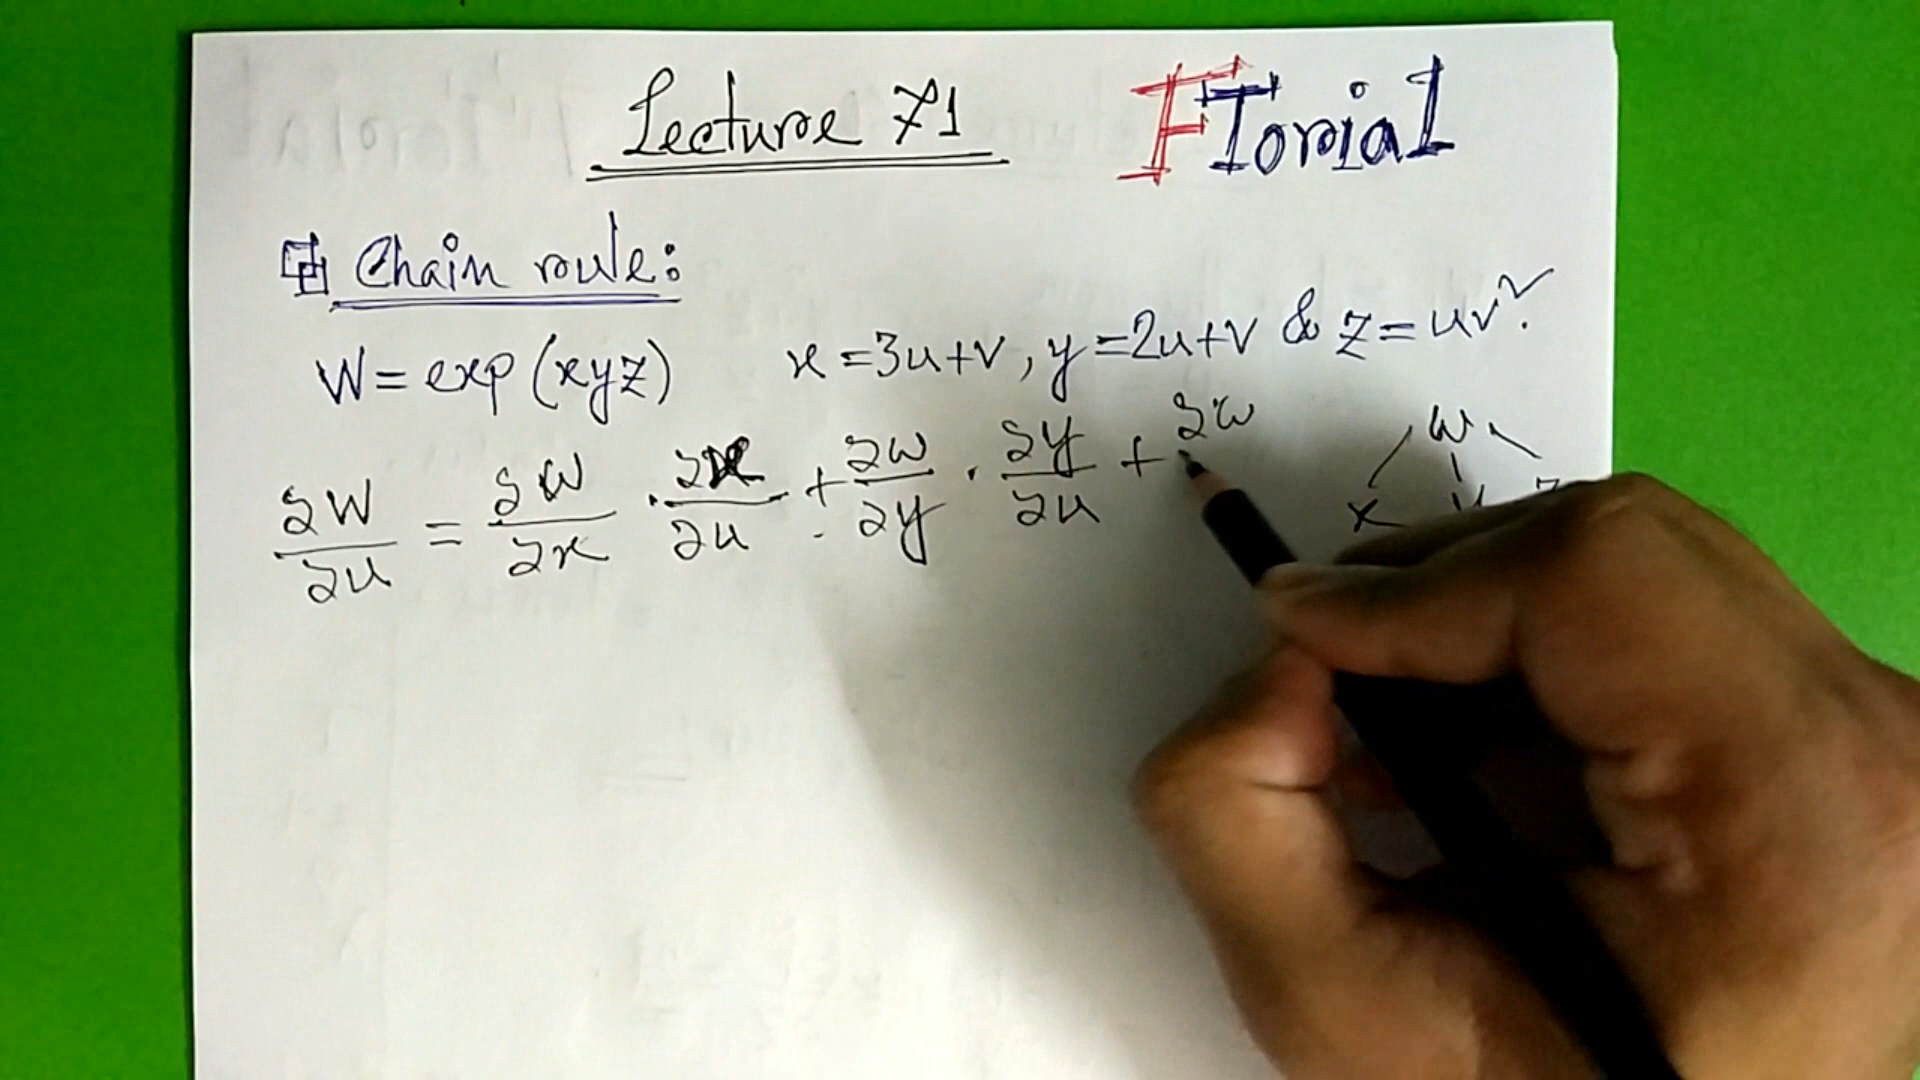 Lecture 71
FTorial
Chain rule:
W = exp(xyz)
x = 3u+v, y = 2u+v & z = uv².
∂W/∂u = ∂W/∂x · ∂x/∂u + ∂w/∂y · ∂y/∂u + ∂w
w
x y